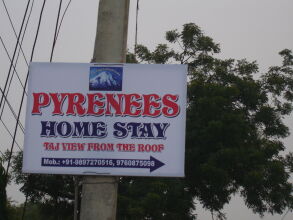 PYRENEES
HOME STAY
TAJ VIEW FROM THE ROOF
Mob.: +91-9897270516, 9760875098